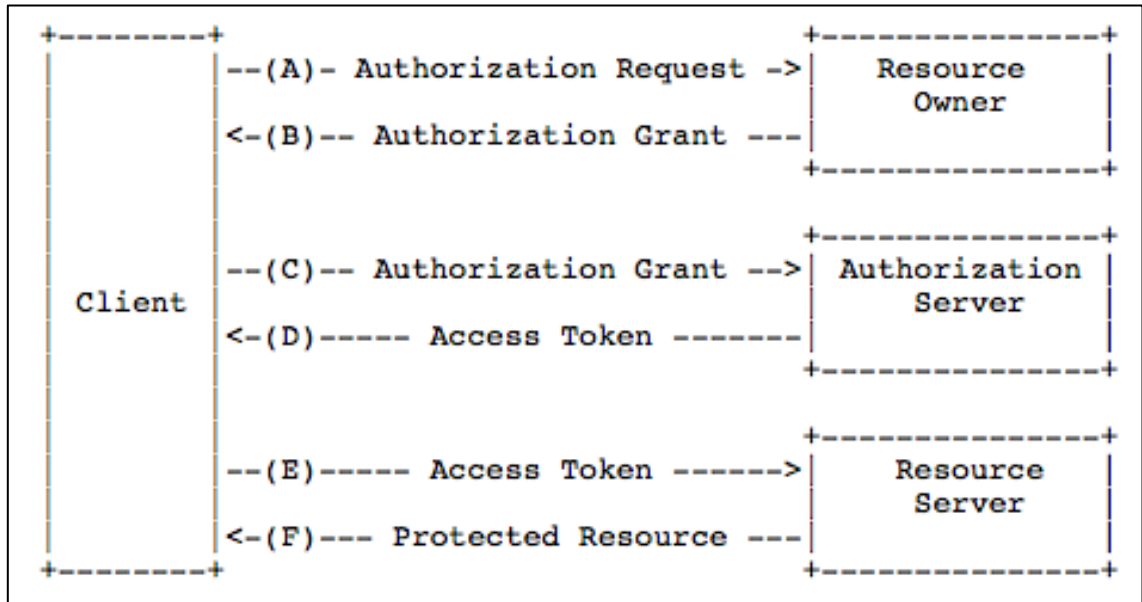 +--------+                               +---------------+
|        |--(A)- Authorization Request ->|   Resource    |
|        |                               |     Owner     |
|        |<-(B)-- Authorization Grant ---|               |
|        |                               +---------------+
|        |
|        |                               +---------------+
|        |--(C)-- Authorization Grant -->| Authorization |
| Client |                               |     Server    |
|        |<-(D)----- Access Token -------|               |
|        |                               +---------------+
|        |
|        |                               +---------------+
|        |--(E)----- Access Token ------>|    Resource   |
|        |                               |     Server    |
|        |<-(F)--- Protected Resource ---|               |
+--------+                               +---------------+